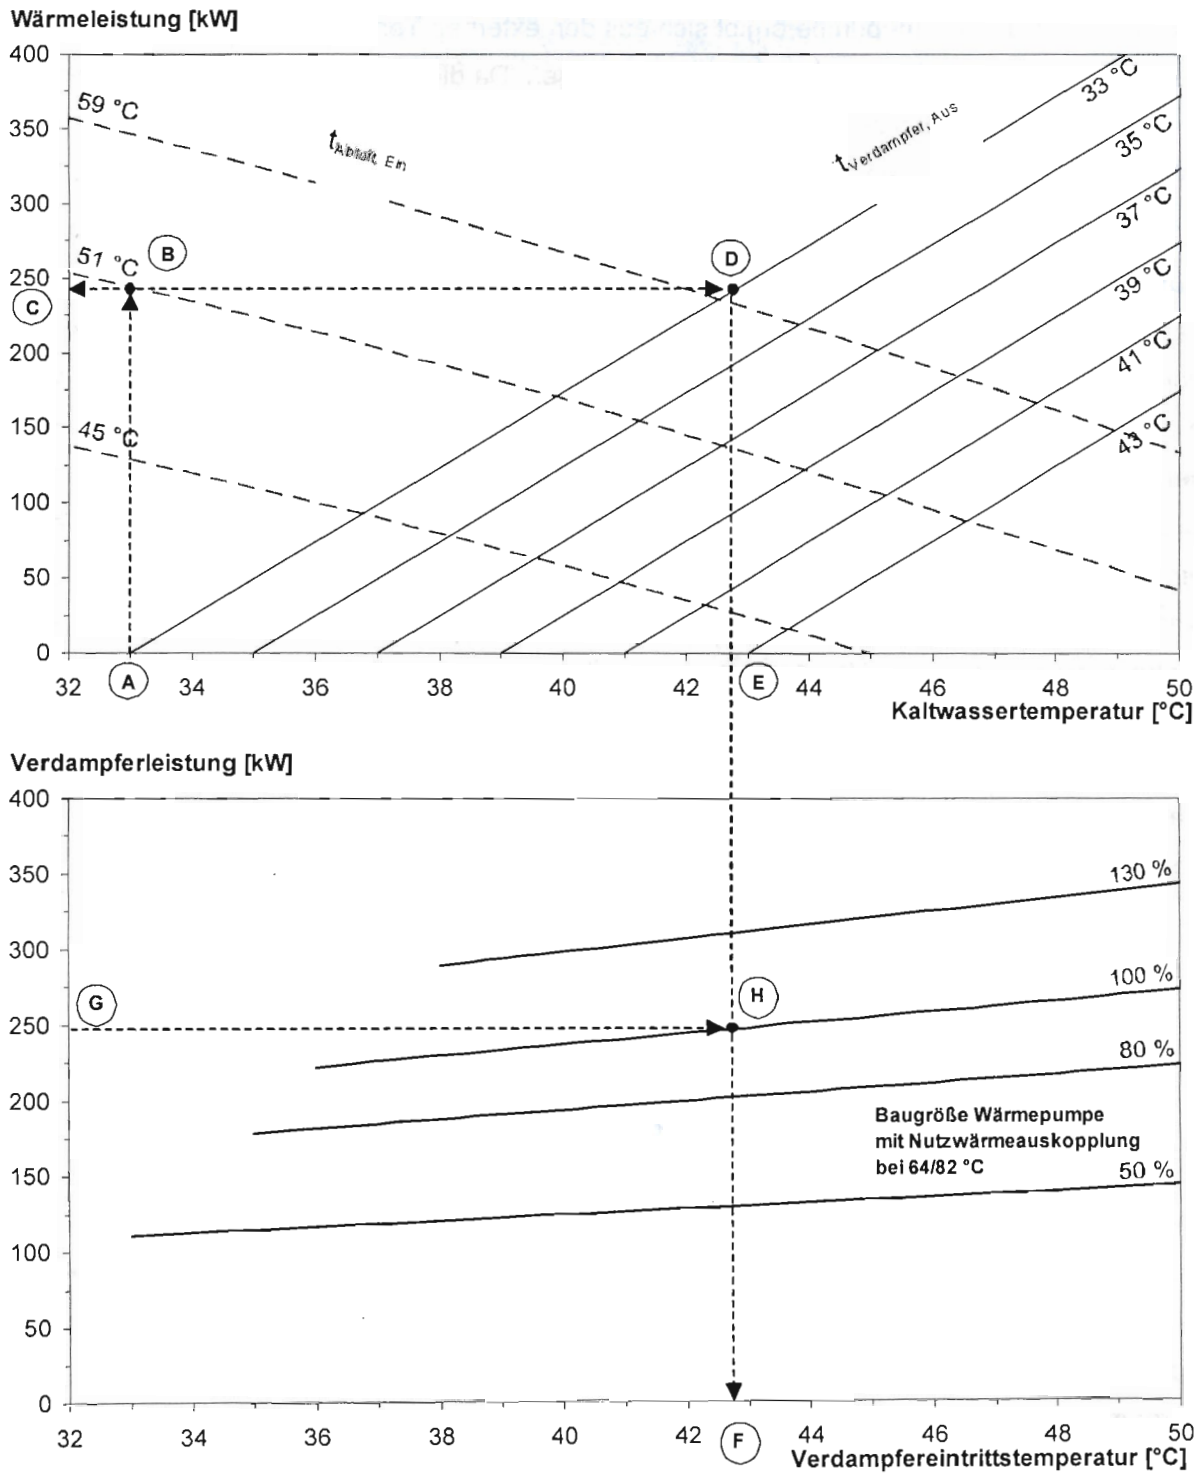 Wärmeleistung [kW]
400
350
300
250
200
150
100
50
0
59 °C
51 °C
45 °C
tAbluft, Ein
tVerdampfer, Aus
33 °C
35 °C
37 °C
39 °C
41 °C
43 °C
A
B
C
D
E
32
34
36
38
40
42
44
46
48
50
Kaltwassertemperatur [°C]
Verdampferleistung [kW]
400
350
300
250
200
150
100
50
0
G
H
130 %
100 %
80 %
Baugröße Wärmepumpe
mit Nutzwärmeauskopplung
bei 64/82 °C
50 %
32
34
36
38
40
42
F
44
46
48
50
Verdampfereintrittstemperatur [°C]